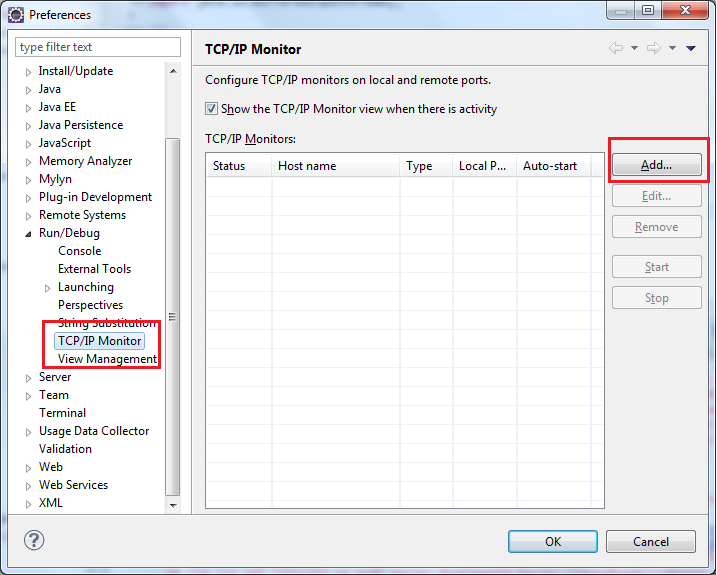 Preferences
type filter text
Install/Update
Java
Java EE
Java Persistence
JavaScript
Memory Analyzer
Mylyn
Plug-in Development
Remote Systems
Run/Debug
Console
External Tools
Launching
Perspectives
String Substitution
TCP/IP Monitor
View Management
Server
Team
Terminal
Usage Data Collector
Validation
Web
Web Services
XML
TCP/IP Monitor
Configure TCP/IP monitors on local and remote ports.
Show the TCP/IP Monitor view when there is activity
TCP/IP Monitors:
Status Host name Type Local P... Auto-start
Add...
Edit...
Remove
Start
Stop
?
OK Cancel